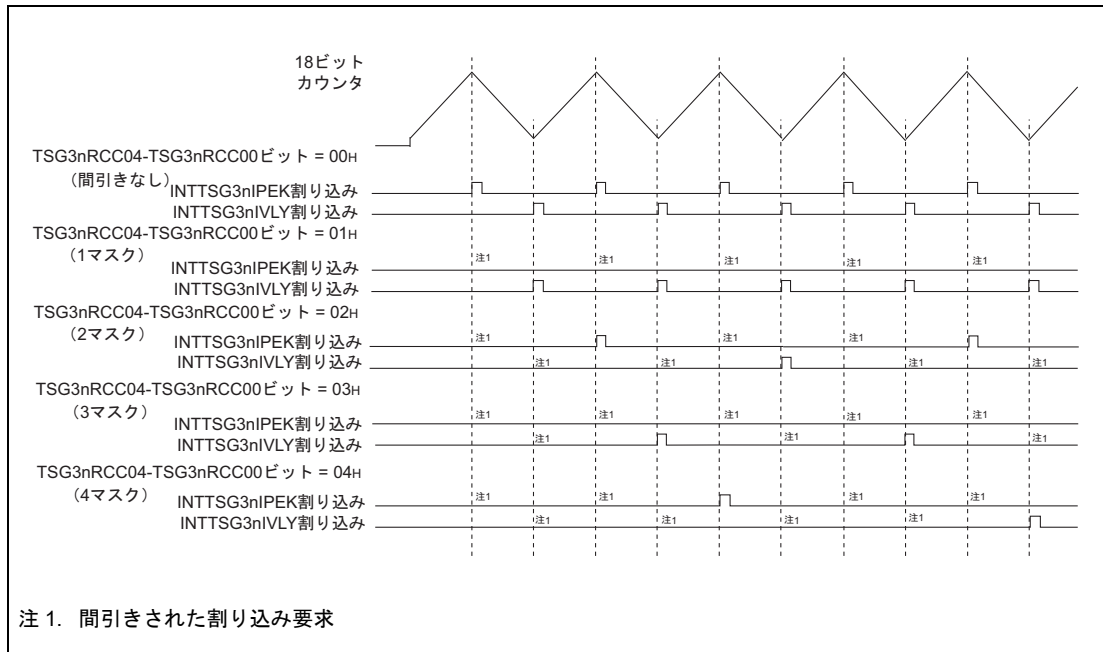 18ビット
カウンタ
TSG3nRCC04-TSG3nRCC00ビット = 00H
（間引きなし）
INTTSG3nIPEK割り込み
INTTSG3nIVLY割り込み
TSG3nRCC04-TSG3nRCC00ビット = 01H
（1マスク）
注1 注1 注1 注1 注1
INTTSG3nIPEK割り込み
INTTSG3nIVLY割り込み
TSG3nRCC04-TSG3nRCC00ビット = 02H
（2マスク）
INTTSG3nIPEK割り込み 注1 注1 注1
INTTSG3nIVLY割り込み 注1 注1 注1 注1
TSG3nRCC04-TSG3nRCC00ビット = 03H
（3マスク）
INTTSG3nIPEK割り込み 注1 注1 注1 注1 注1
INTTSG3nIVLY割り込み 注1 注1 注1
TSG3nRCC04-TSG3nRCC00ビット = 04H
（4マスク）
INTTSG3nIPEK割り込み 注1 注1 注1 注1
INTTSG3nIVLY割り込み 注1 注1 注1 注1
注 1. 間引きされた割り込み要求